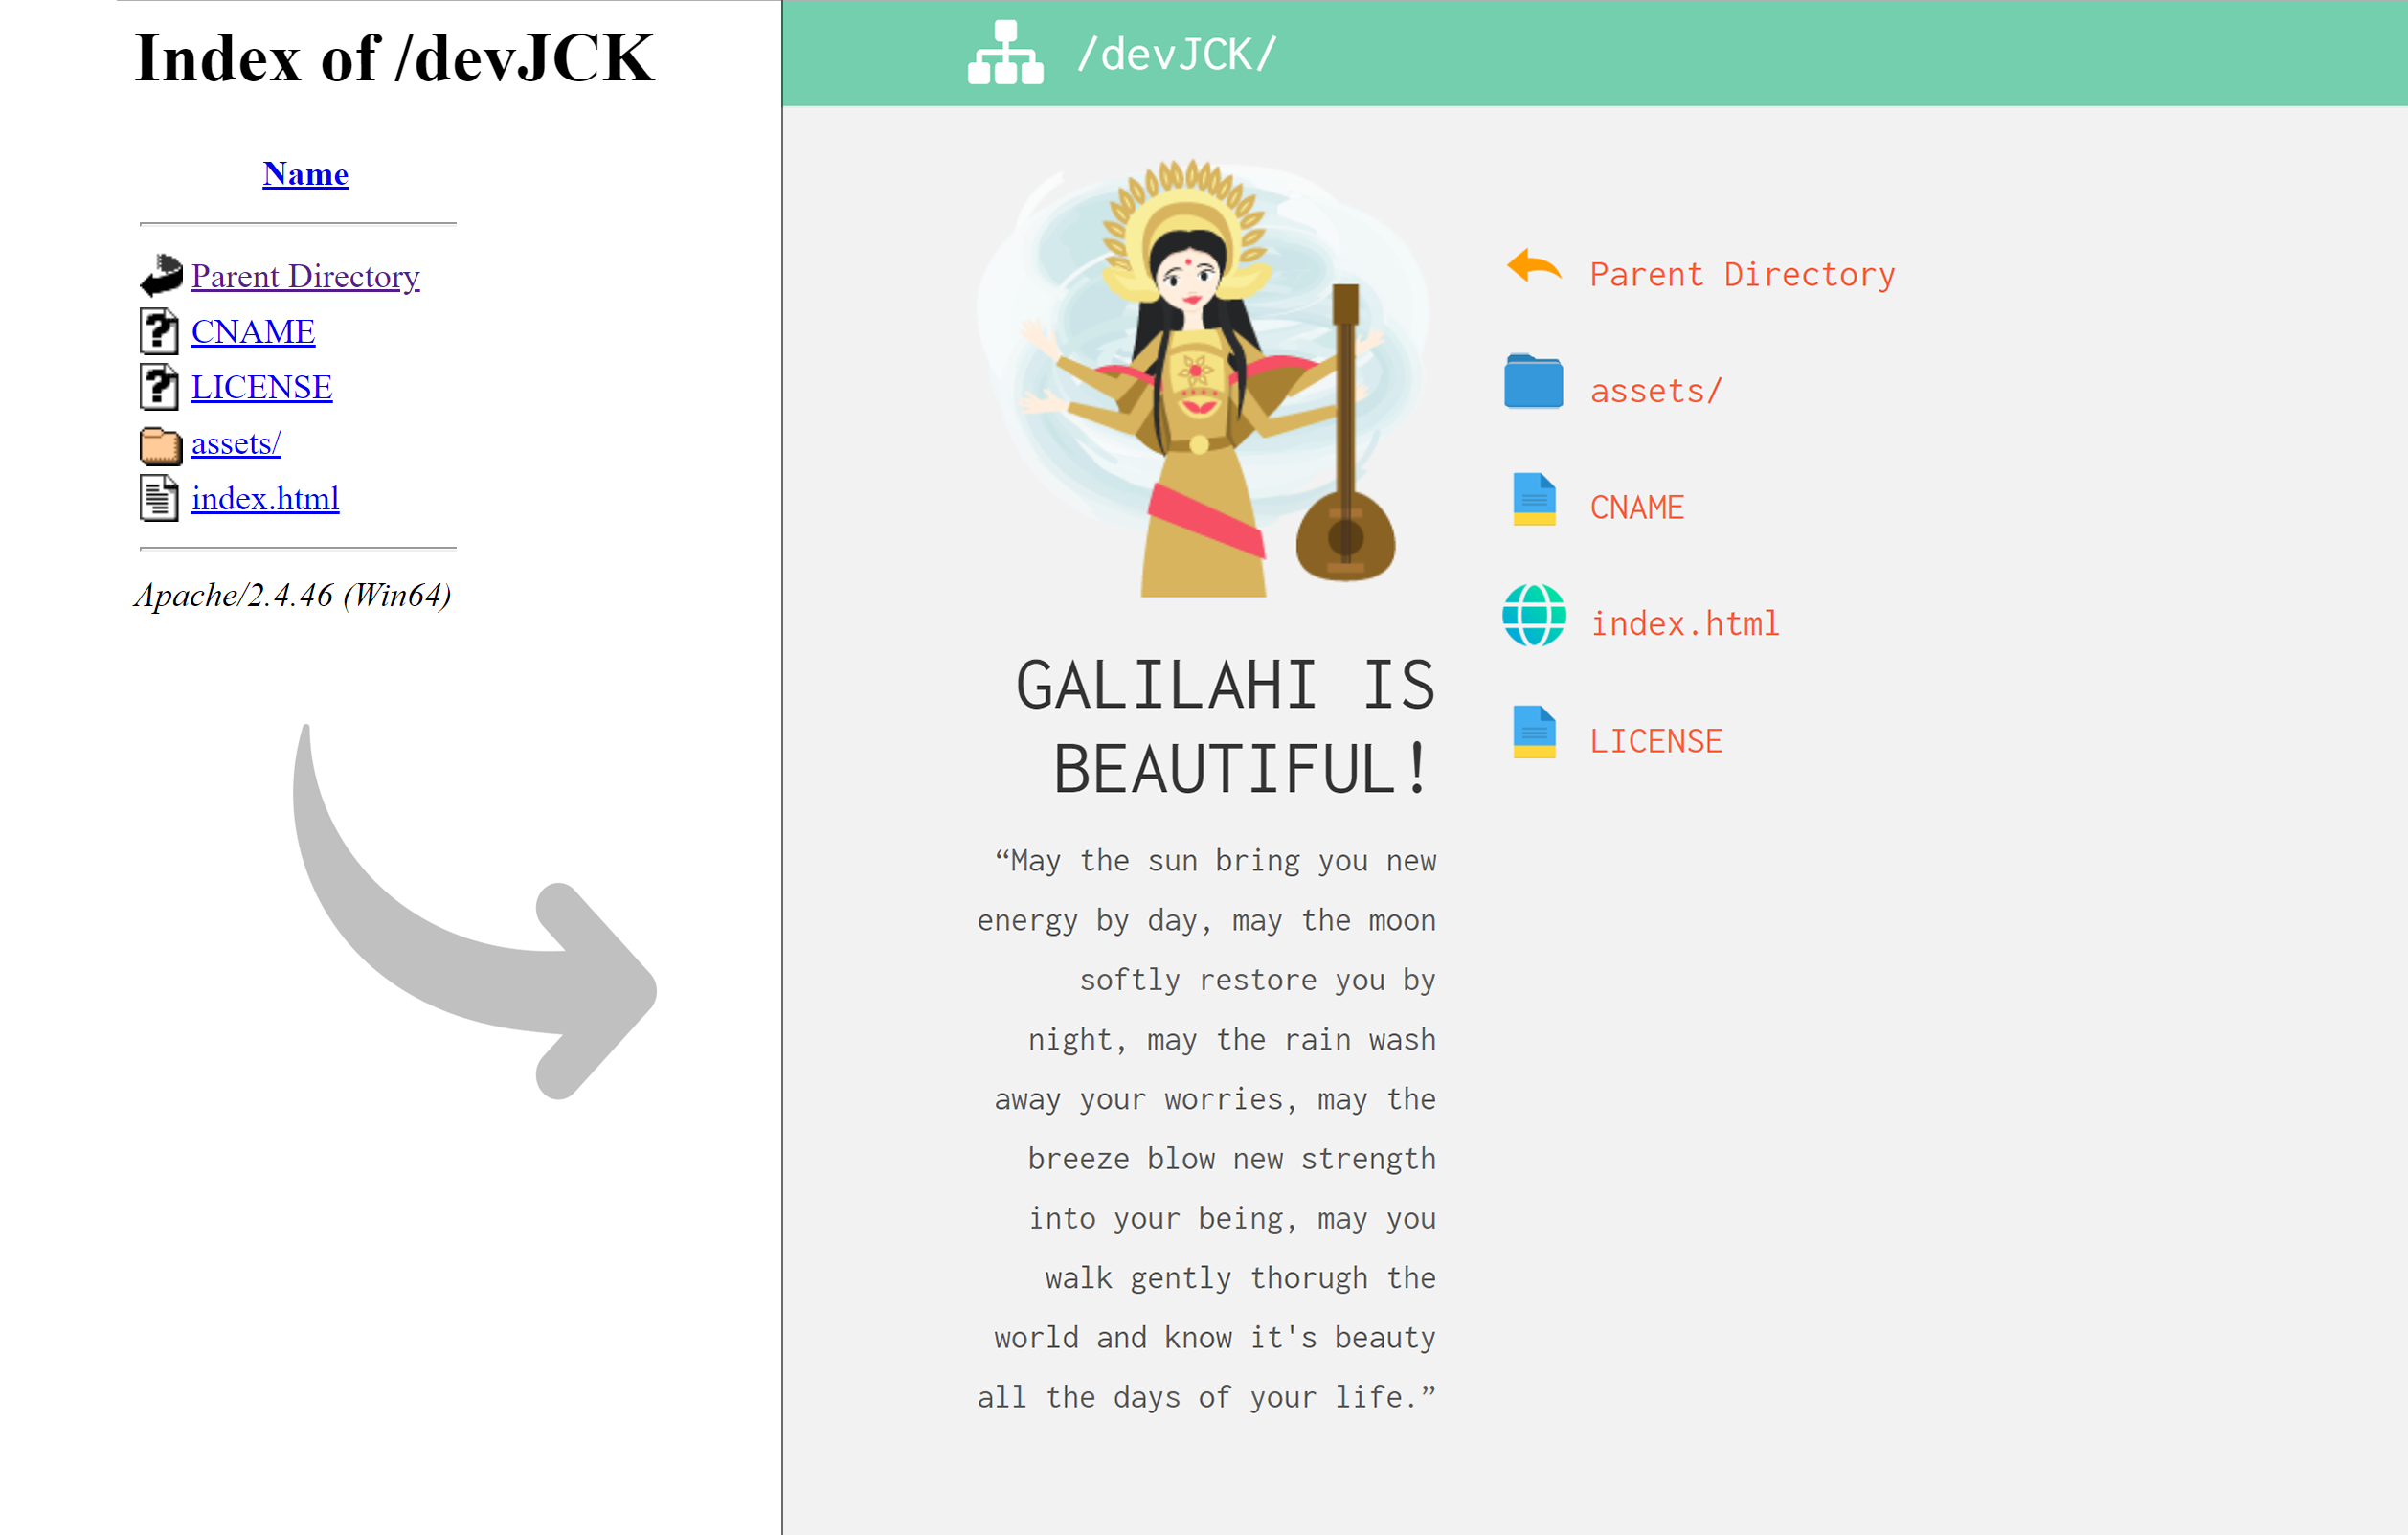 Index of /devJCK
Name
Parent Directory
CNAME
LICENSE
assets/
index.html
Apache/2.4.46 (Win64)
/devJCK/
GALILAHI IS
BEAUTIFUL!
“May the sun bring you new
energy by day, may the moon
softly restore you by
night, may the rain wash
away your worries, may the
breeze blow new strength
into your being, may you
walk gently thorugh the
world and know it's beauty
all the days of your life.”
Parent Directory
assets/
CNAME
index.html
LICENSE